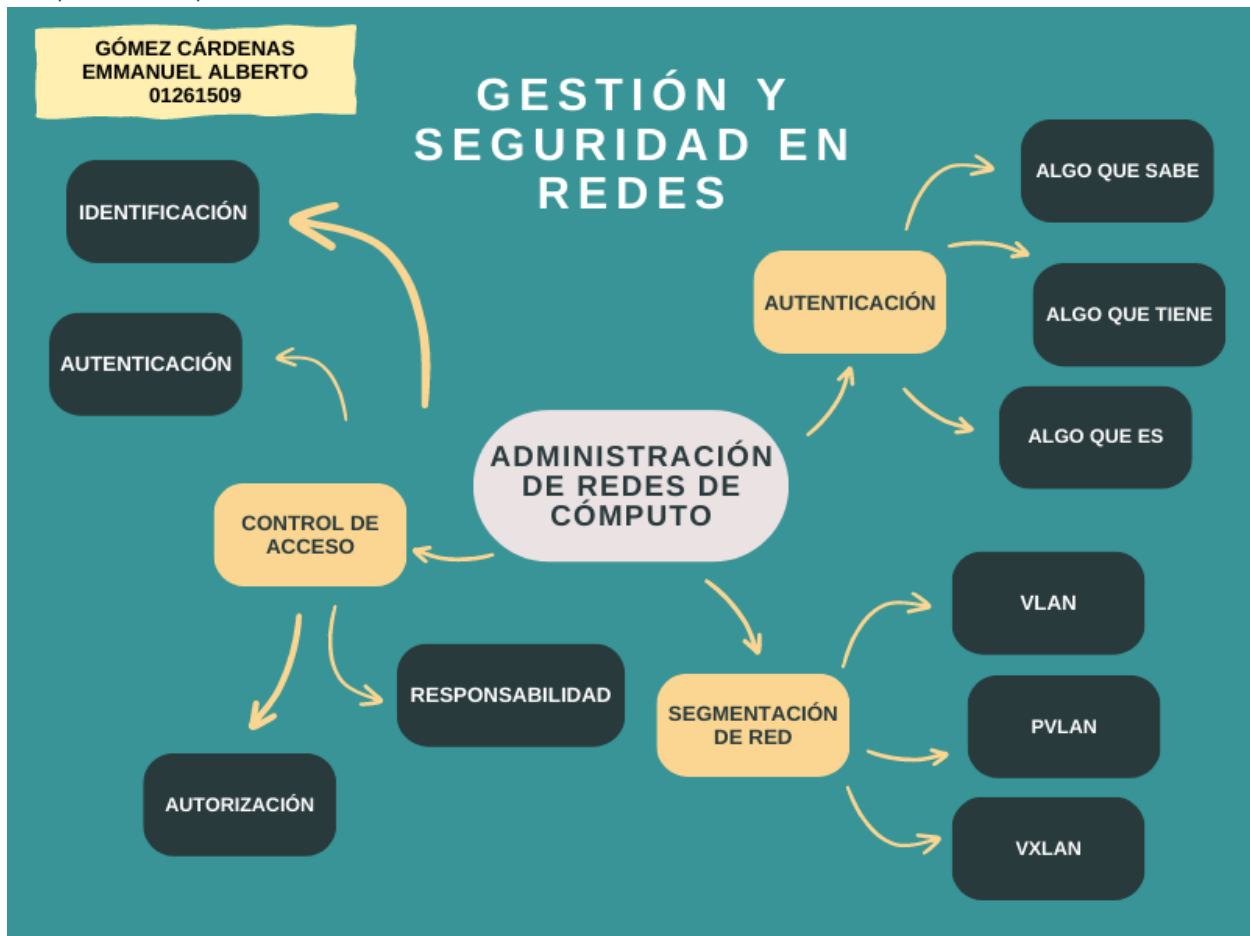 GÓMEZ CÁRDENAS
EMMANUEL ALBERTO
01261509
GESTIÓN Y
SEGURIDAD EN
REDES
IDENTIFICACIÓN
AUTENTICACIÓN
CONTROL DE
ACCESO
AUTORIZACIÓN
RESPONSABILIDAD
ADMINISTRACIÓN
DE REDES DE
CÓMPUTO
AUTENTICACIÓN
ALGO QUE SABE
ALGO QUE TIENE
ALGO QUE ES
SEGMENTACIÓN
DE RED
VLAN
PVLAN
VXLAN